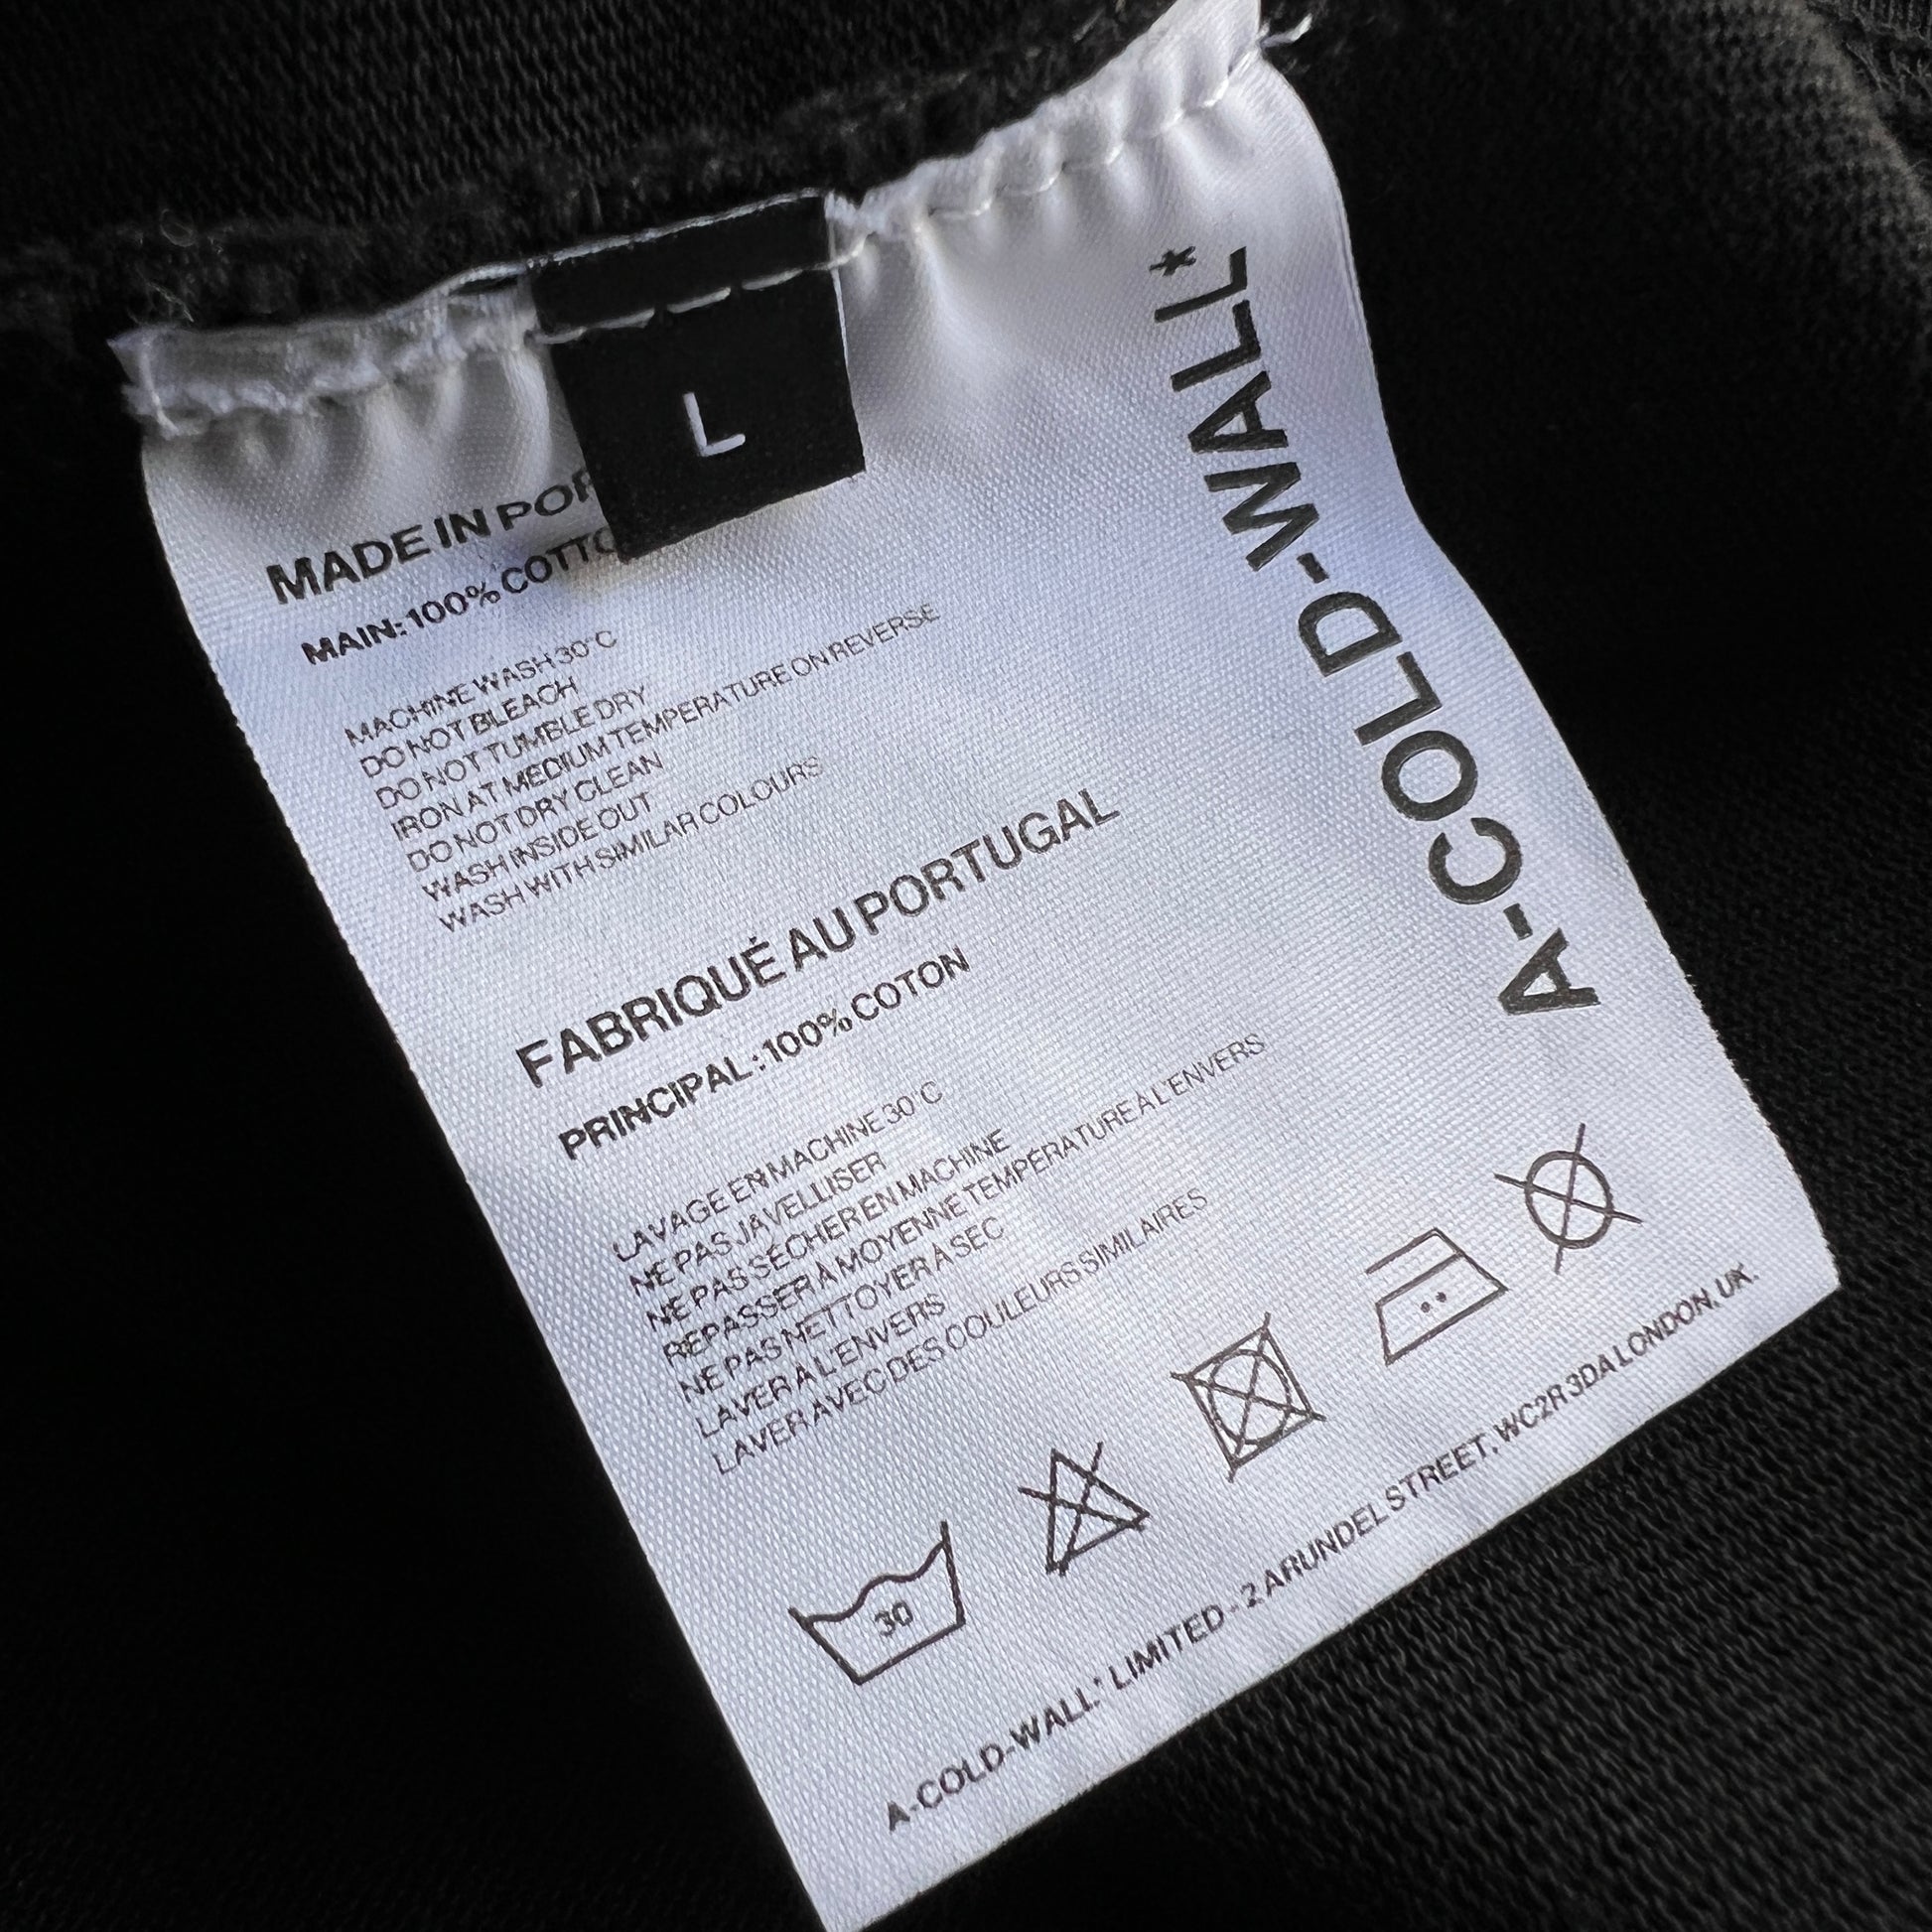 L
MADE IN POR
MAIN: 100% COTTO
MACHINE WASH 30°C
DO NOT BLEACH
DO NOT TUMBLE DRY
IRON AT MEDIUM TEMPERATURE ON REVERSE
DO NOT DRY CLEAN
WASH INSIDE OUT
WASH WITH SIMILAR COLOURS
FABRIQUÉ AU PORTUGAL
PRINCIPAL : 100% COTON
LAVAGE EN MACHINE 30°C
NE PAS JAVELLISER
NE PAS SÉCHER EN MACHINE
REPASSER À MOYENNE TEMPÉRATURE A L'ENVERS
NE PAS NETTOYER À SEC
LAVER À L'ENVERS
LAVER AVEC DES COULEURS SIMILAIRES
30
A-COLD-WALL* LIMITED - 2 ARUNDEL STREET, WC2R 3DA LONDON, UK.
A-COLD-WALL*